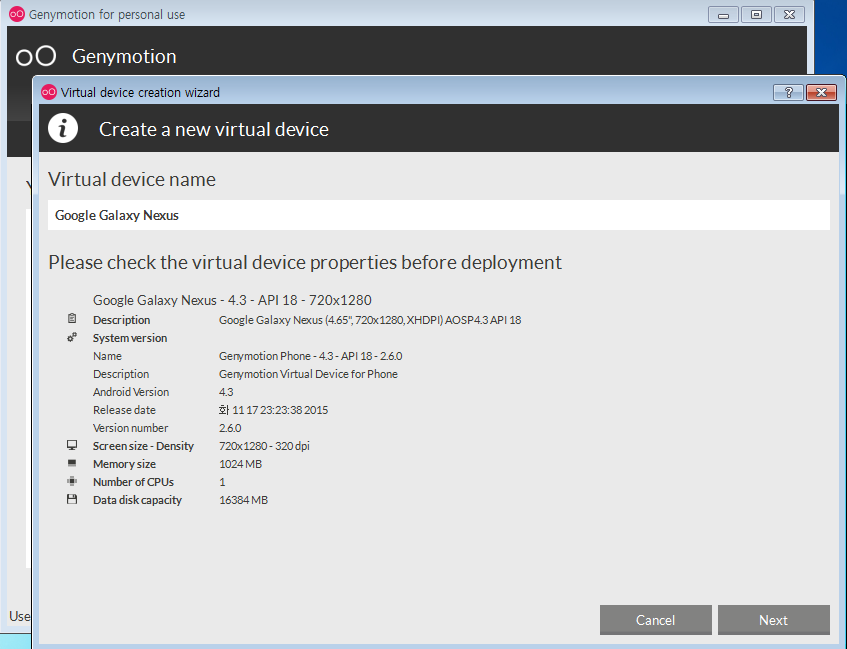 Genymotion for personal use
Genymotion
Virtual device creation wizard
Create a new virtual device
Virtual device name
Google Galaxy Nexus
Please check the virtual device properties before deployment
Google Galaxy Nexus - 4.3 - API 18 - 720x1280
Description Google Galaxy Nexus (4.65", 720x1280, XHDPI) AOSP4.3 API 18
System version
Name Genymotion Phone - 4.3 - API 18 - 2.6.0
Description Genymotion Virtual Device for Phone
Android Version 4.3
Release date 화 11 17 23:23:38 2015
Version number 2.6.0
Screen size - Density 720x1280 - 320 dpi
Memory size 1024 MB
Number of CPUs 1
Data disk capacity 16384 MB
Use
Cancel Next